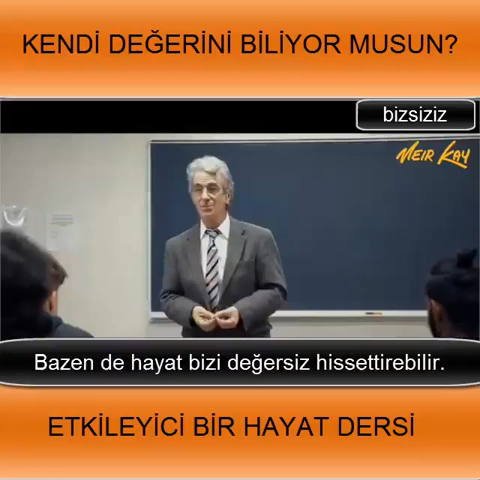 KENDİ DEĞERİNİ BİLİYOR MUSUN?
bizsiziz
MEIR KAY
Bazen de hayat bizi değersiz hissettirebilir.
ETKİLEYİCİ BİR HAYAT DERSİ